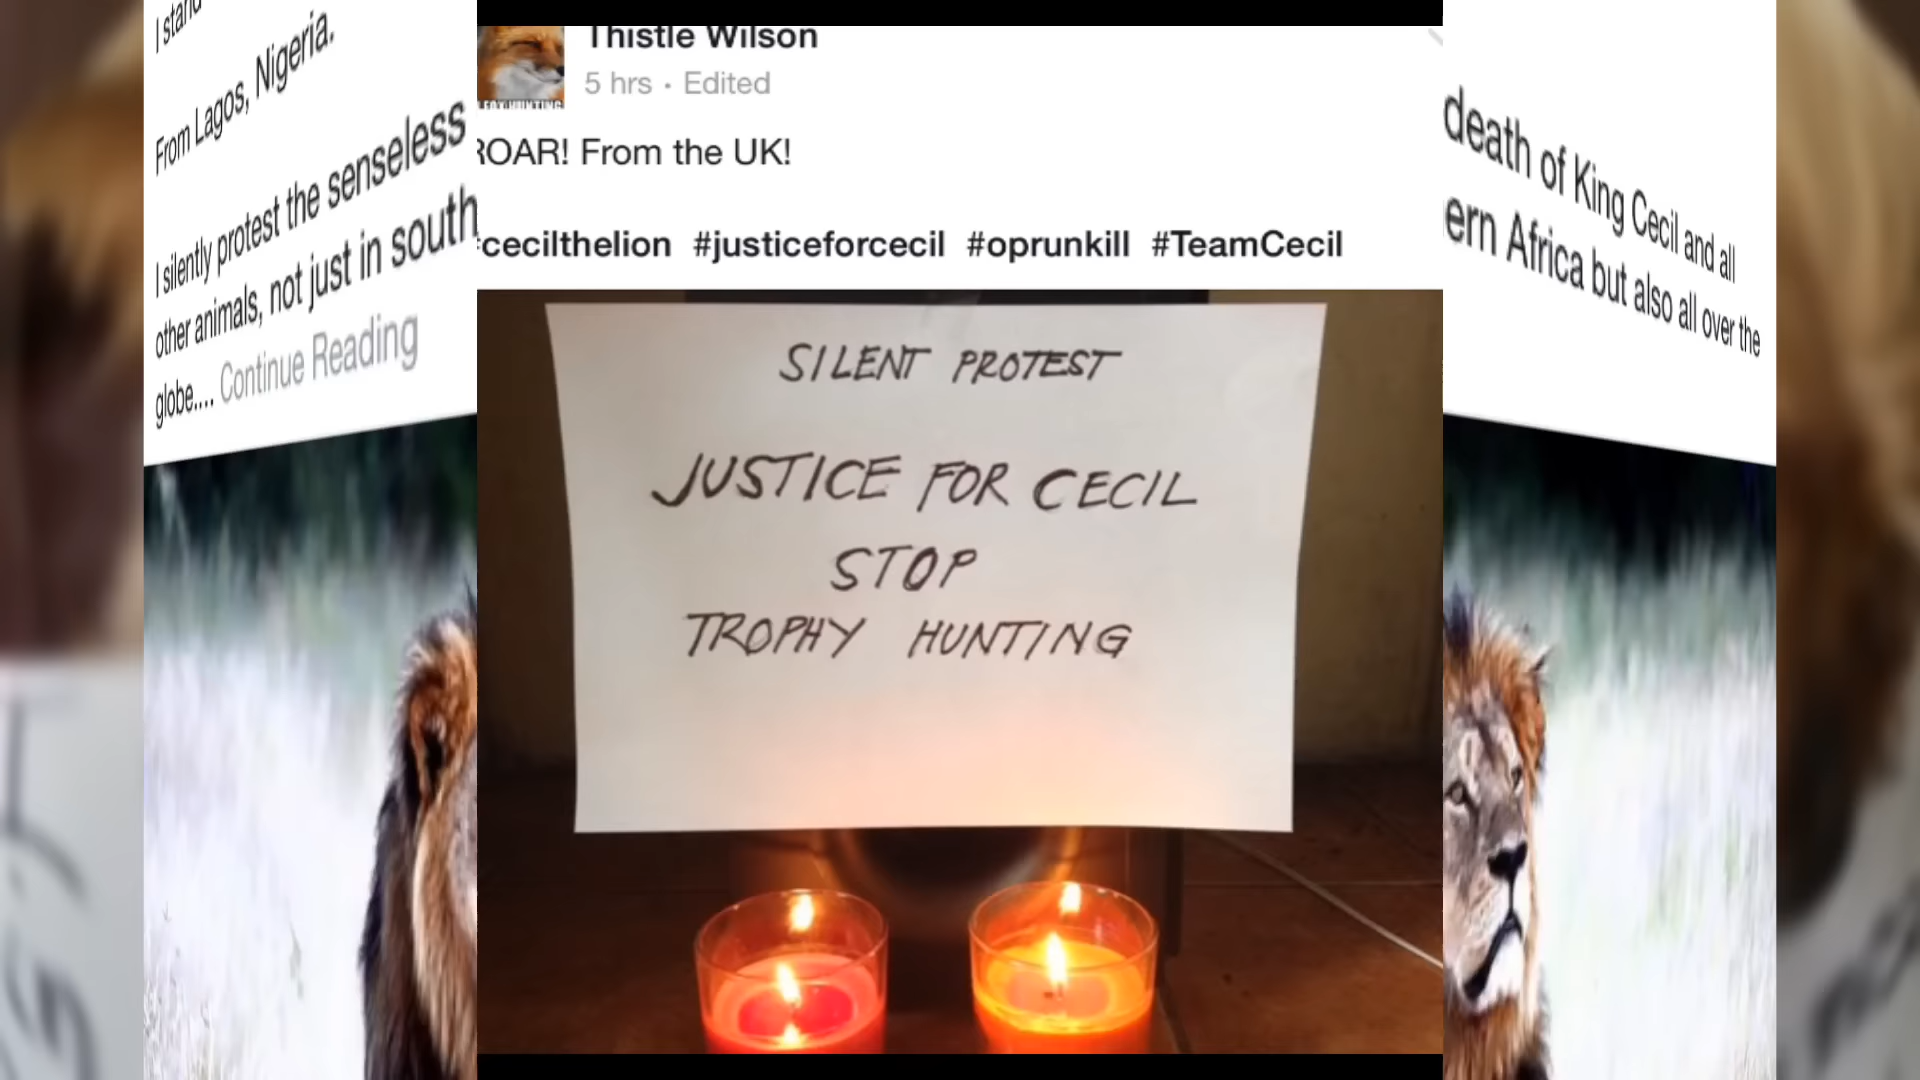 I stand
From Lagos, Nigeria.
I silently protest the senseless death of King Cecil and all
other animals, not just in southern Africa but also all over the
globe.... Continue Reading
Thistle Wilson
5 hrs · Edited
ROAR! From the UK!
#cecilthelion #justiceforcecil #oprunkill #TeamCecil
SILENT PROTEST
JUSTICE FOR CECIL
STOP
TROPHY HUNTING